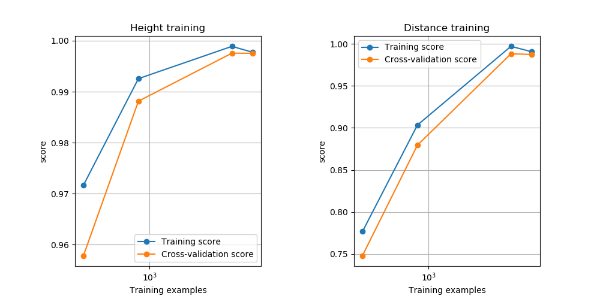 Height training
1.00
0.99
0.98
0.97
0.96
score
Training score
Cross-validation score
10³
Training examples
Distance training
1.00
0.95
0.90
0.85
0.80
0.75
score
Training score
Cross-validation score
10³
Training examples